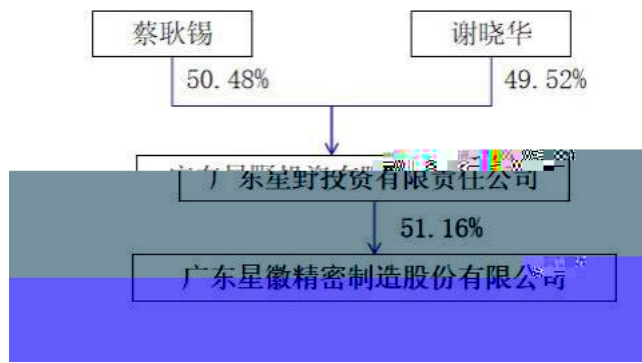 蔡耿锡
谢晓华
50.48%
49.52%
广东星野投资有限责任公司
51.16%
广东星徽精密制造股份有限公司